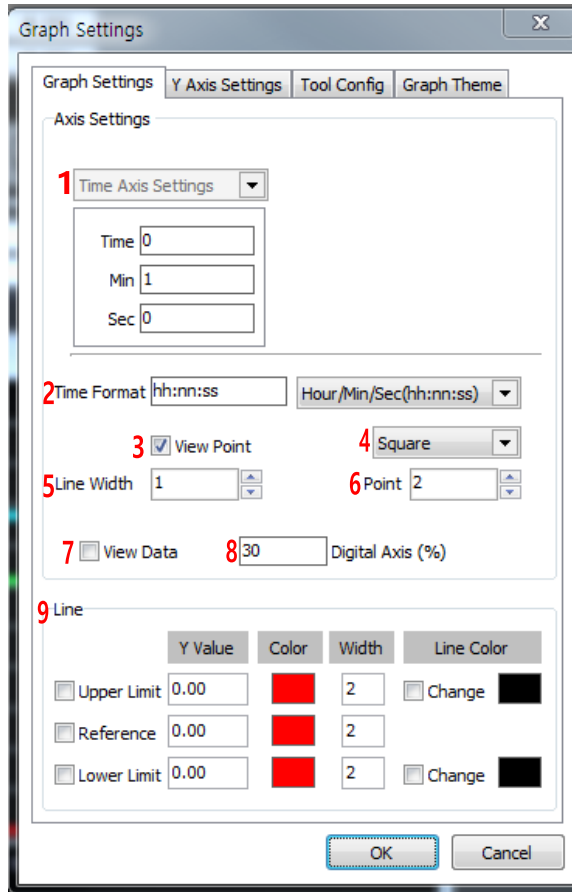 Graph Settings
Graph Settings Y Axis Settings Tool Config Graph Theme
Axis Settings
1 Time Axis Settings
Time 0
Min 1
Sec 0
2 Time Format hh:nn:ss Hour/Min/Sec(hh:nn:ss)
3 View Point 4 Square
5 Line Width 1 6 Point 2
7 View Data 8 30 Digital Axis (%)
9 Line
Y Value Color Width Line Color
Upper Limit 0.00 2 Change
Reference 0.00 2
Lower Limit 0.00 2 Change
OK Cancel